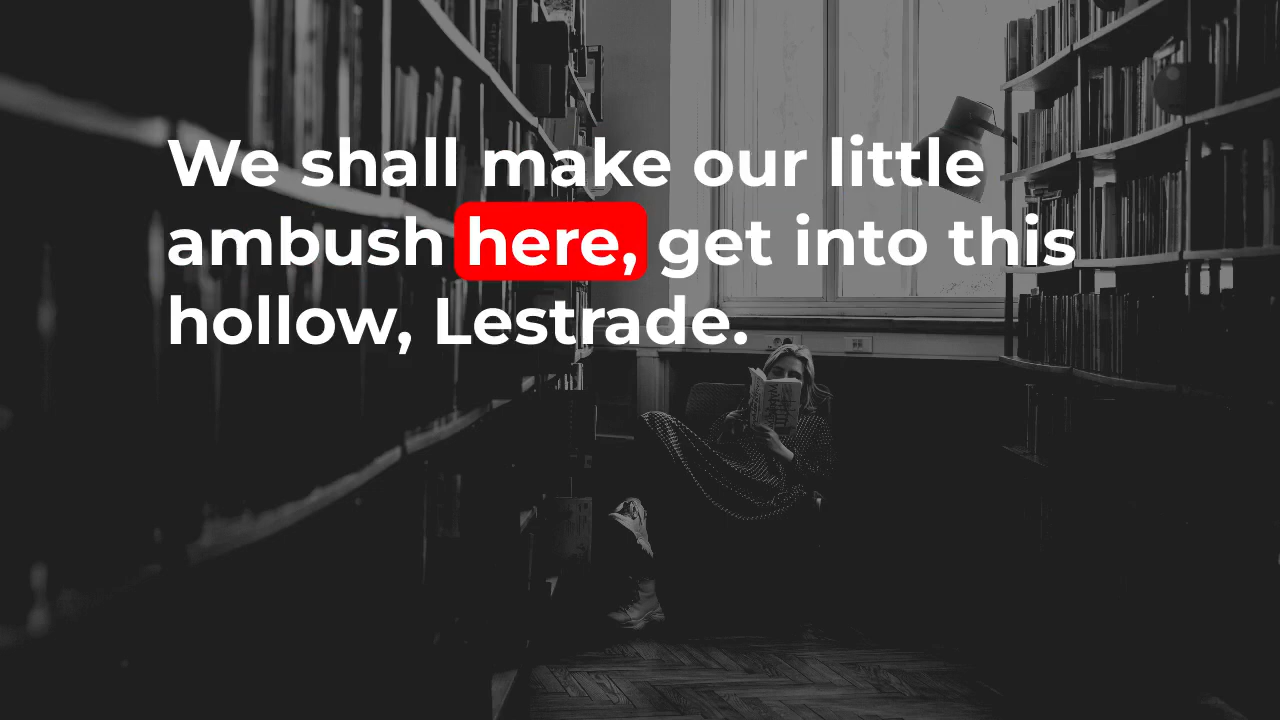 We shall make our little
ambush here, get into this
hollow, Lestrade.